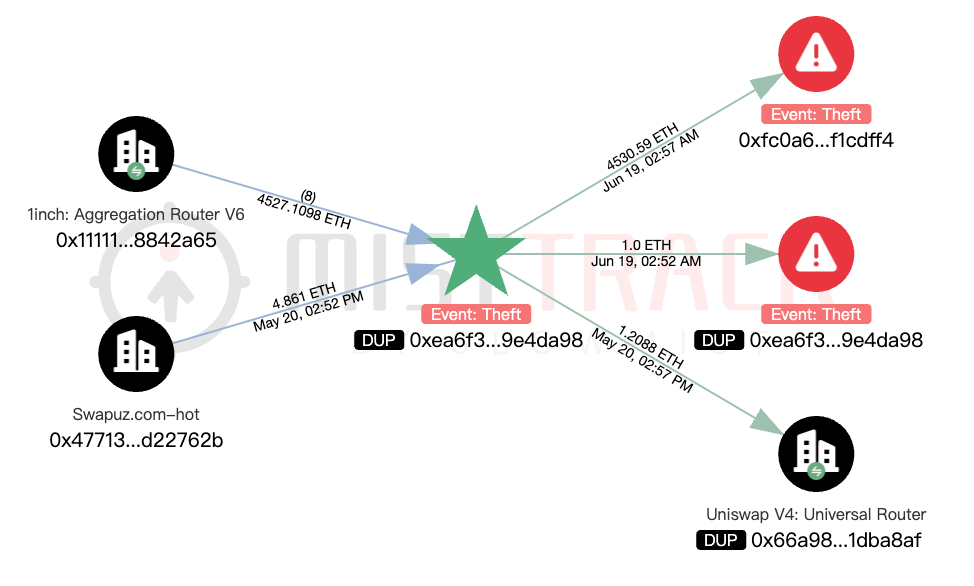 1inch: Aggregation Router V6
0x11111...8842a65
(8)
4527.1098 ETH
Swapuz.com-hot
0x47713...d22762b
4.861 ETH
May 20, 02:52 PM
MISTTRACK
Event: Theft
DUP 0xea6f3...9e4da98
4530.59 ETH
Jun 19, 02:57 AM
Event: Theft
0xfc0a6...f1cdff4
1.0 ETH
Jun 19, 02:52 AM
Event: Theft
DUP 0xea6f3...9e4da98
1.2088 ETH
May 20, 02:57 PM
Uniswap V4: Universal Router
DUP 0x66a98...1dba8af